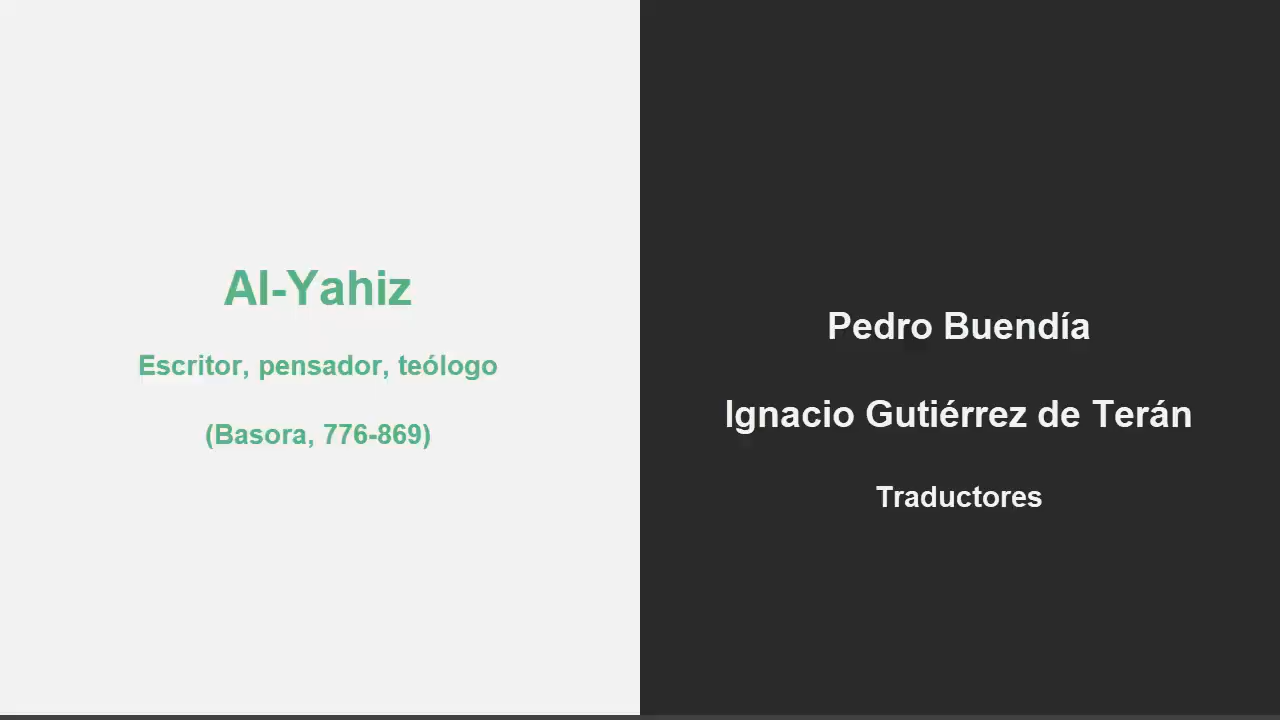 Al-Yahiz
Escritor, pensador, teólogo
(Basora, 776-869)
Pedro Buendía
Ignacio Gutiérrez de Terán
Traductores